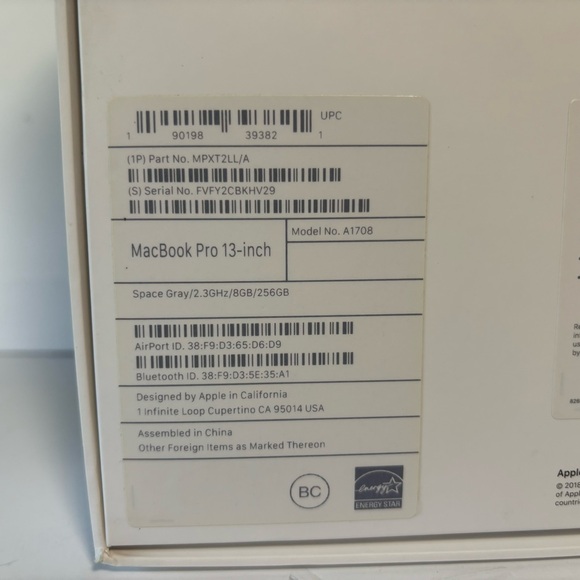 UPC
1 90198 39382 1
(1P) Part No. MPXT2LL/A
(S) Serial No. FVFY2CBKHV29
MacBook Pro 13-inch
Model No. A1708
Space Gray/2.3GHz/8GB/256GB
AirPort ID. 38:F9:D3:65:D6:D9
Bluetooth ID. 38:F9:D3:5E:35:A1
Designed by Apple in California
1 Infinite Loop Cupertino CA 95014 USA
Assembled in China
Other Foreign Items as Marked Thereon
BC
energy
ENERGY STAR
by
Apple
of